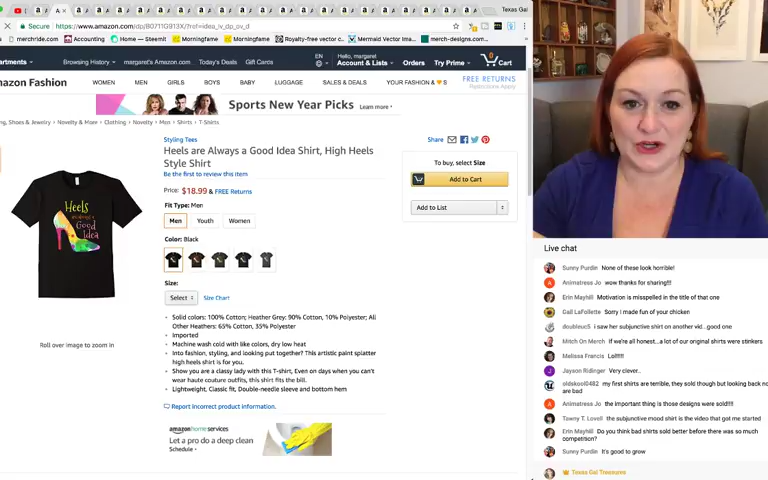 Texas Gal
Secure https://www.amazon.com/dp/B0711G913X/?ref=idea_lv_dp_ov_d
merchride.com Accounting Home — Steemit Morningfame Morningfame Royalty-free vector c Mermaid Vector Imag merch-designs.com
EN Hello, margaret
artments Browsing History margaret's Amazon.com Today's Deals Gift Cards Account & Lists Orders Try Prime Cart
mazon Fashion WOMEN MEN GIRLS BOYS BABY LUGGAGE SALES & DEALS YOUR FASHION & S FREE RETURNS
Restrictions Apply
Sports New Year Picks Learn more
ng, Shoes & Jewelry › Novelty & More › Clothing › Novelty › Men › Shirts › T-Shirts
Styling Tees
Heels are Always a Good Idea Shirt, High Heels
Style Shirt
Be the first to review this item
Price: $18.99 & FREE Returns
Fit Type: Men
Men Youth Women
Color: Black
Size:
Select Size Chart
• Solid colors: 100% Cotton; Heather Grey: 90% Cotton, 10% Polyester; All
Other Heathers: 65% Cotton, 35% Polyester
• Imported
• Machine wash cold with like colors, dry low heat
• Into fashion, styling, and looking put together? This artistic paint splatter
high heels shirt is for you.
• Show you are a classy lady with this T-shirt, Even on days when you can't
wear haute couture outfits, this shirt fits the bill.
• Lightweight, Classic fit, Double-needle sleeve and bottom hem
Report incorrect product information.
amazonhome services
Let a pro do a deep clean
Schedule
Heels
Good
Idea
Roll over image to zoom in
Share
To buy, select Size
Add to Cart
Add to List
Live chat
Sunny Purdin None of these look horrible!
Animatress Jo wow thanks for sharing!!!
Erin Mayhill Motivation is misspelled in the title of that one
Gail LaFollette Sorry I made fun of your chicken
doubleuc5 i saw her subjunctive shirt on another vid...good one
Mitch On Merch If we're all honest...a lot of our original shirts were stinkers
Melissa Francis Lol!!!!!
Jayson Ridinger Very clever..
oldskool0482 my first shirts are terrible, they sold though but looking back no
are bad
Animatress Jo the important thing is those designs were sold!!!!
Tawny T. Lovell the subjunctive mood shirt is the video that got me started
Erin Mayhill Do you think bad shirts sold better before there was so much
competition?
Sunny Purdin It's good to grow
Texas Gal Treasures